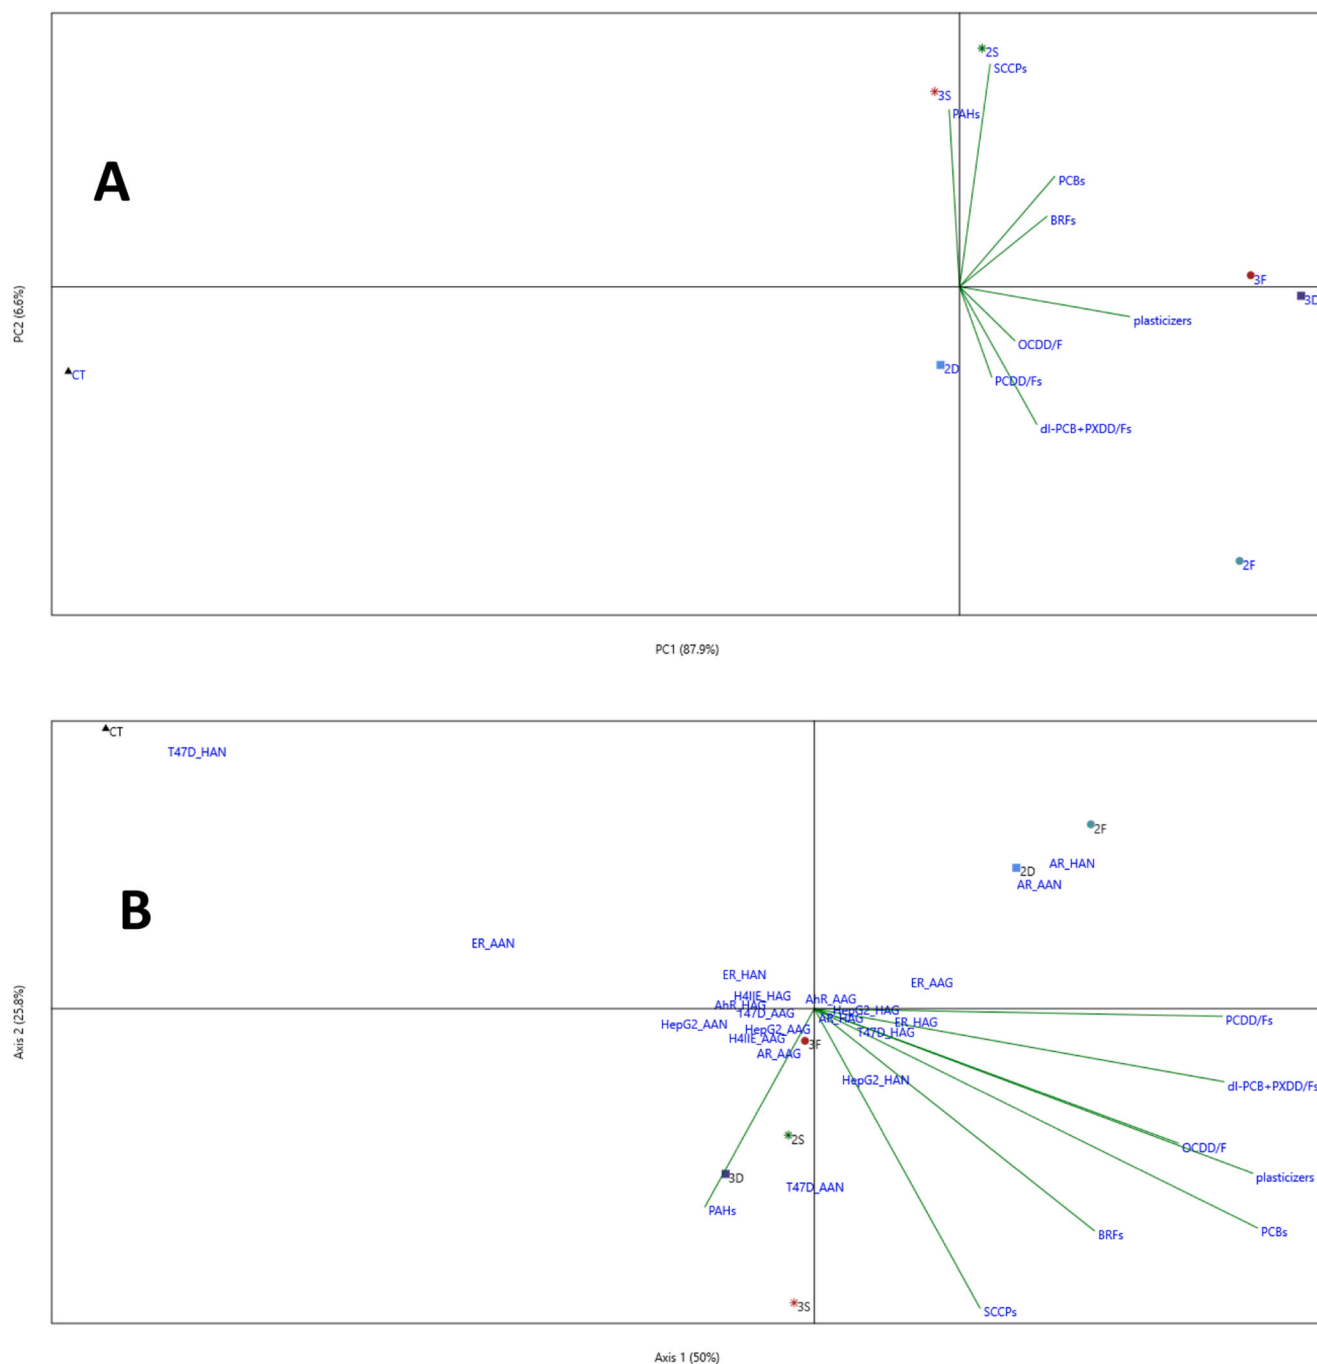 2S
SCCPs
3S
PAHs
A
PCBs
BRFs
3F
3D
plasticizers
OCDD/F
CT
2D
PCDD/Fs
dl-PCB+PXDD/Fs
2F
PC2 (6.6%)
PC1 (87.9%)
CT
T47D_HAN
2F
AR_HAN
2D
AR_AAN
B
ER_AAN
ER_HAN
ER_AAG
H4IIE_HAG
AhR_AAG
AhR_HAG
HepG2_HAG
T47D_AAG
AR_HAG
ER_HAG
PCDD/Fs
HepG2_AAN
HepG2_AAG
T47D_HAG
H4IIE_AAG
3F
AR_AAG
HepG2_HAN
dl-PCB+PXDD/Fs
2S
OCDD/F
3D
plasticizers
T47D_AAN
PAHs
PCBs
BRFs
3S
SCCPs
Axis 2 (25.8%)
Axis 1 (50%)